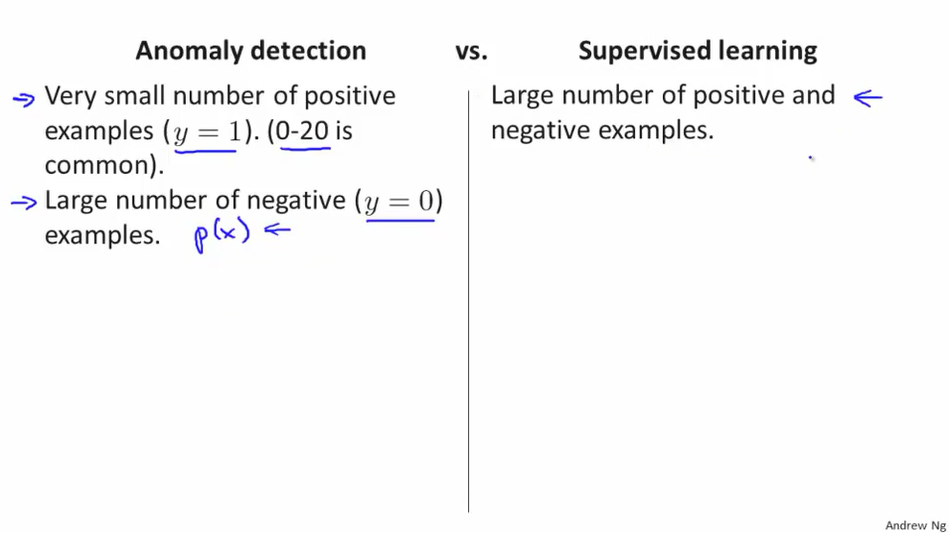 Anomaly detection vs. Supervised learning
→ Very small number of positive
examples (y = 1). (0-20 is
common).
→ Large number of negative (y = 0)
examples. p(x) ←
Large number of positive and ←
negative examples.
Andrew Ng